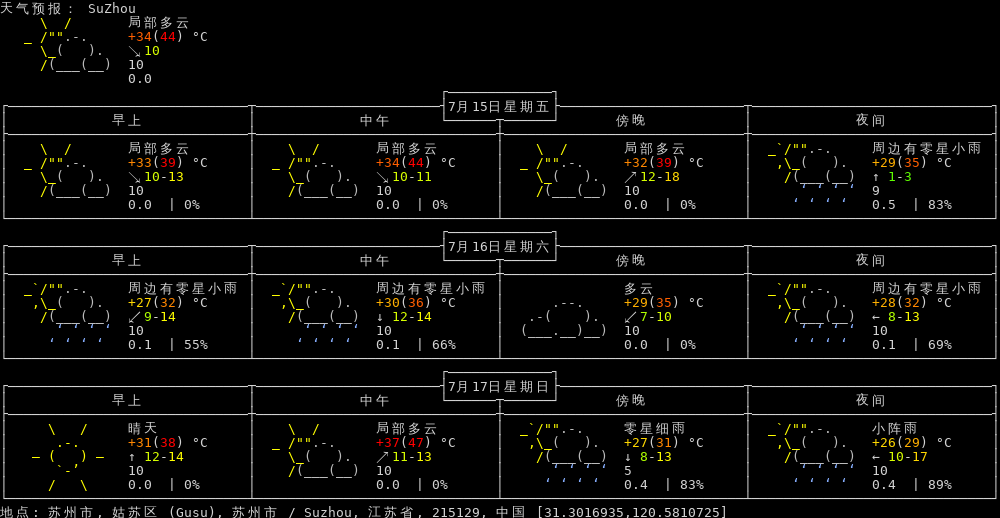 天气预报: SuZhou
局部多云
+34(44) °C
↘10
10
0.0
7月15日星期五
早上 中午 傍晚 夜间
局部多云 局部多云 局部多云 周边有零星小雨
+33(39) °C +34(44) °C +32(39) °C +29(35) °C
↘10-13 ↘10-11 ↗12-18 ↑ 1-3
10 10 10 9
0.0 | 0% 0.0 | 0% 0.0 | 0% 0.5 | 83%
7月16日星期六
早上 中午 傍晚 夜间
周边有零星小雨 周边有零星小雨 多云 周边有零星小雨
+27(32) °C +30(36) °C +29(35) °C +28(32) °C
↙9-14 ↓ 12-14 ↙7-10 ← 8-13
10 10 10 10
0.1 | 55% 0.1 | 66% 0.0 | 0% 0.1 | 69%
7月17日星期日
早上 中午 傍晚 夜间
晴天 局部多云 零星细雨 小阵雨
+31(38) °C +37(47) °C +27(31) °C +26(29) °C
↑ 12-14 ↗11-13 ↓ 8-13 ← 10-17
10 10 5 10
0.0 | 0% 0.0 | 0% 0.4 | 83% 0.4 | 89%
地点: 苏州市, 姑苏区 (Gusu), 苏州市 / Suzhou, 江苏省, 215129, 中国 [31.3016935,120.5810725]